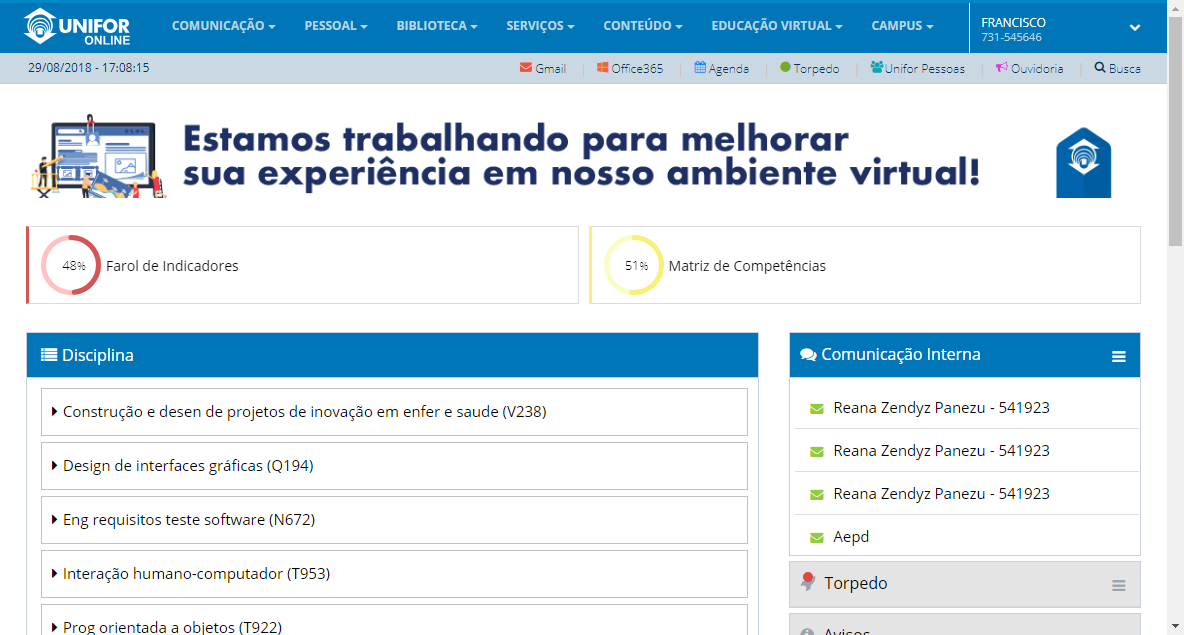 UNIFOR
ONLINE
COMUNICAÇÃO
PESSOAL
BIBLIOTECA
SERVIÇOS
CONTEÚDO
EDUCAÇÃO VIRTUAL
CAMPUS
FRANCISCO
731-545646
29/08/2018 - 17:08:15
Gmail
Office365
Agenda
Torpedo
Unifor Pessoas
Ouvidoria
Busca
Estamos trabalhando para melhorar
sua experiência em nosso ambiente virtual!
48% Farol de Indicadores
51% Matriz de Competências
Disciplina
Construção e desen de projetos de inovação em enfer e saude (V238)
Design de interfaces gráficas (Q194)
Eng requisitos teste software (N672)
Interação humano-computador (T953)
Prog orientada a objetos (T922)
Comunicação Interna
Reana Zendyz Panezu - 541923
Reana Zendyz Panezu - 541923
Reana Zendyz Panezu - 541923
Aepd
Torpedo
Avisos